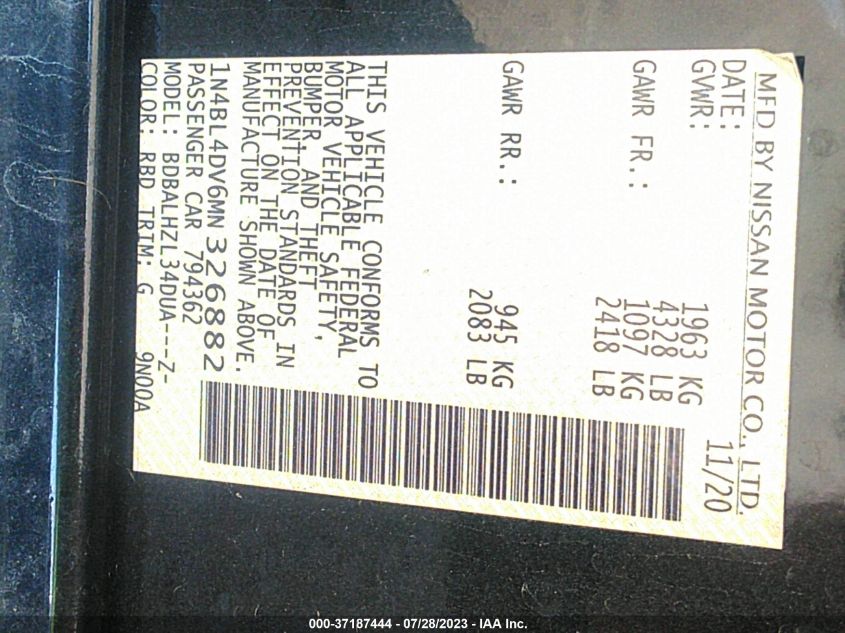 MFD BY NISSAN MOTOR CO., LTD.
DATE: 11/20
GVWR: 1963 KG
4328 LB
GAWR FR.: 1097 KG
2418 LB
GAWR RR.: 945 KG
2083 LB
THIS VEHICLE CONFORMS TO
ALL APPLICABLE FEDERAL
MOTOR VEHICLE SAFETY,
BUMPER, AND THEFT
PREVENTION STANDARDS IN
EFFECT ON THE DATE OF
MANUFACTURE SHOWN ABOVE.
1N4BL4DV6MN326882
PASSENGER CAR 794362
MODEL: BDBALHZL34DUA---Z-
COLOR: RBD TRIM: G 9N00A
000-37187444 - 07/28/2023 - IAA Inc.